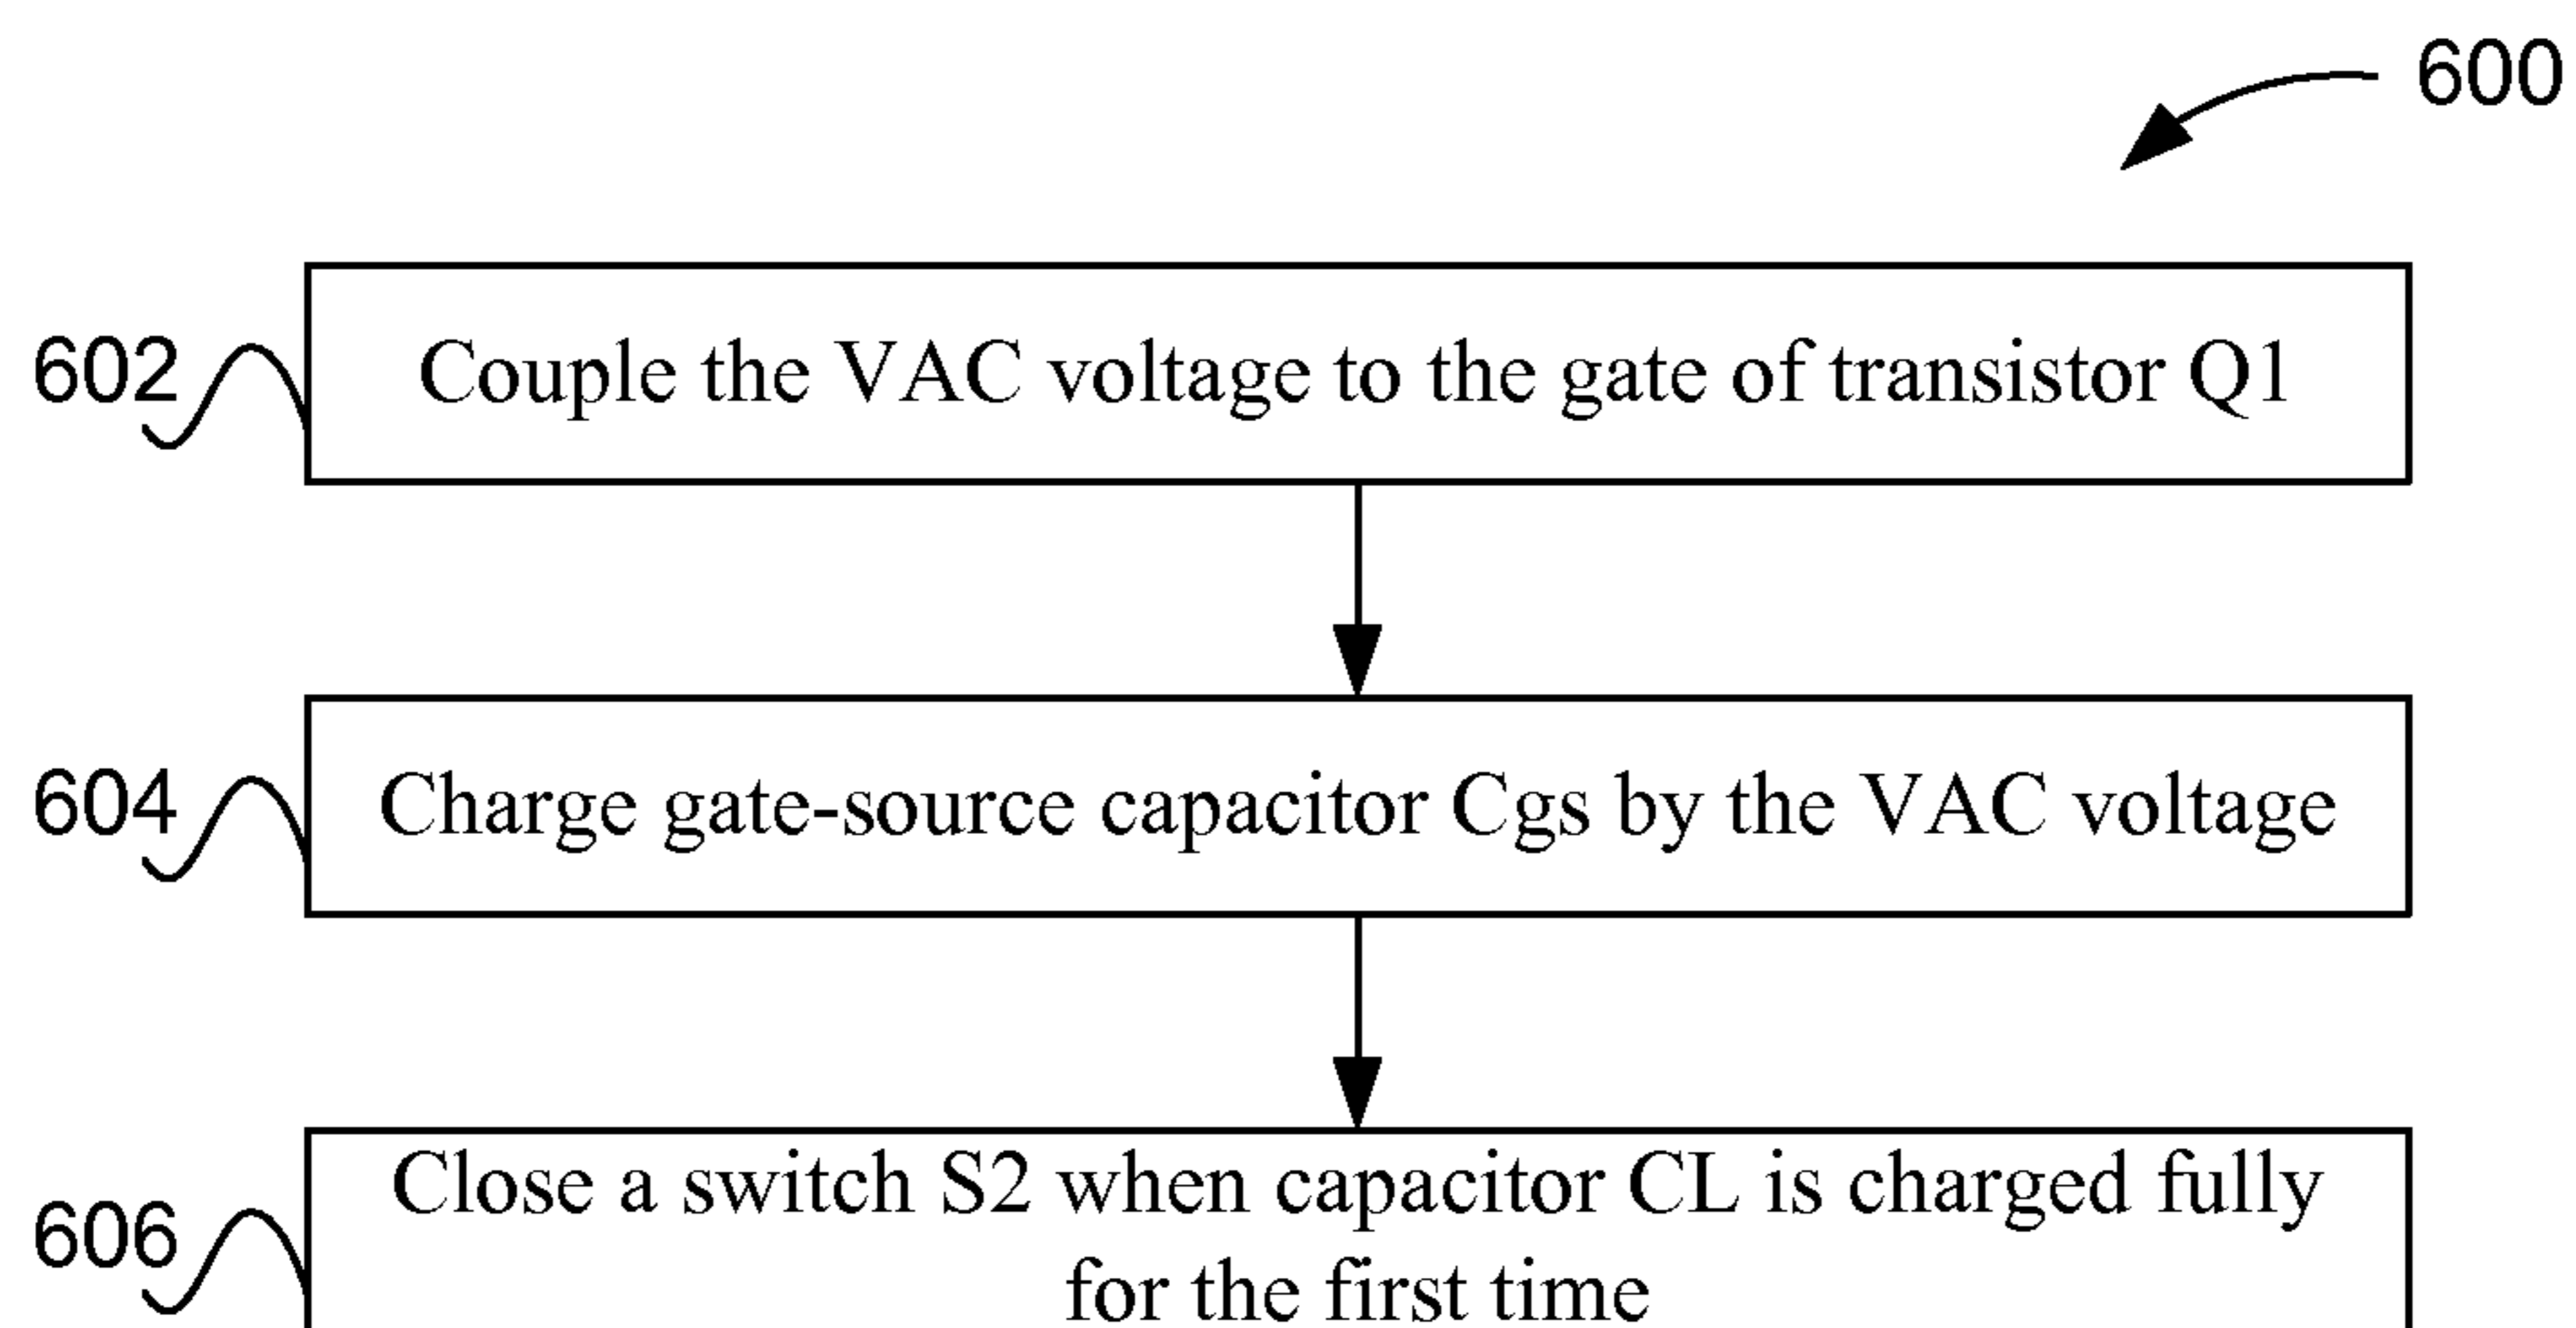 600
602
Couple the VAC voltage to the gate of transistor Q1
604
Charge gate-source capacitor Cgs by the VAC voltage
606
Close a switch S2 when capacitor CL is charged fully
for the first time